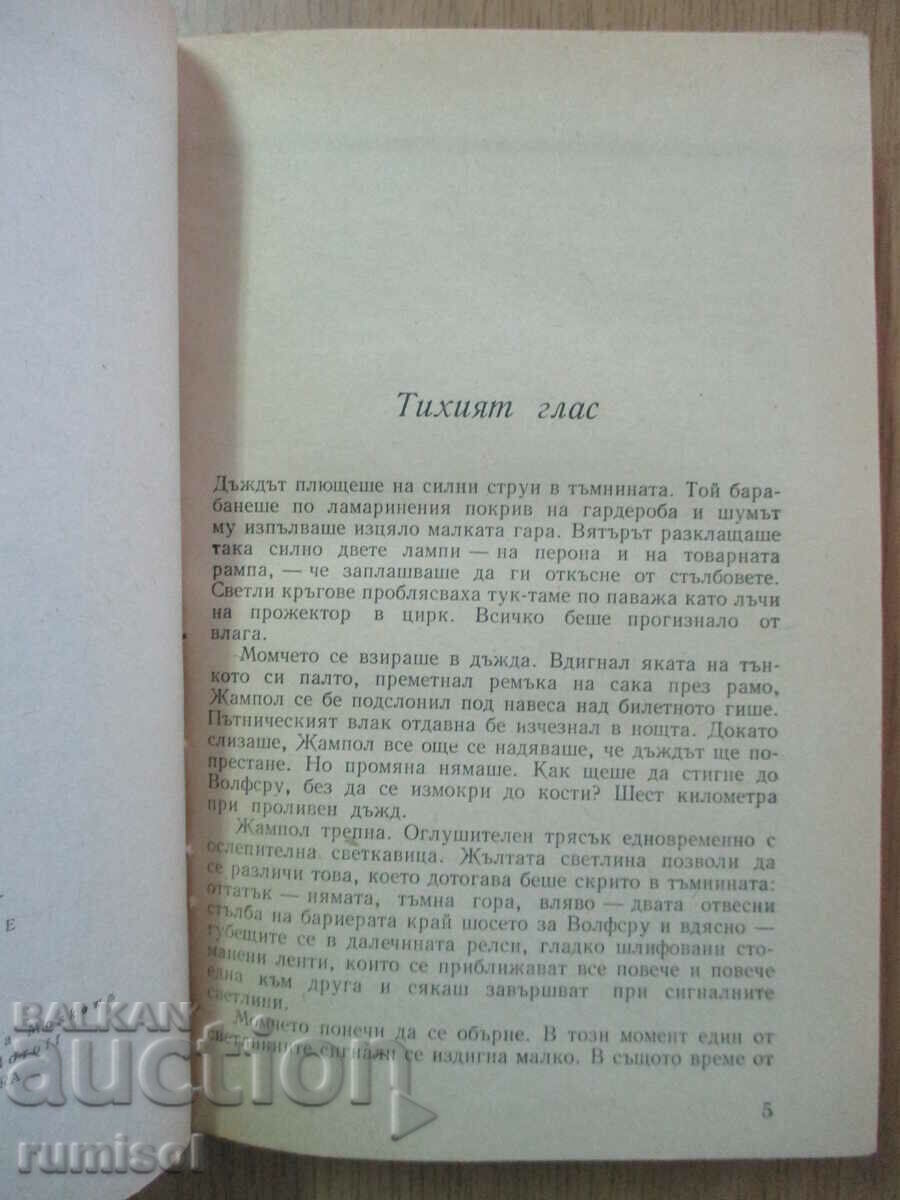 Тихият глас
Дъждът плющеше на силни струи в тъмнината. Той бара-
банеше по ламаринения покрив на гардероба и шумът
му изпълваше изцяло малката гара. Вятърът разклащаше
така силно двете лампи — на перона и на товарната
рампа, — че заплашваше да ги откъсне от стълбовете.
Светли кръгове проблясваха тук-таме по паважа като лъчи
на прожектор в цирк. Всичко беше прогизнало от
влага.
Момчето се взираше в дъжда. Вдигнал яката на тън-
кото си палто, преметнал ремъка на сака през рамо,
Жампол се бе подслонил под навеса над билетното гише.
Пътническият влак отдавна бе изчезнал в нощта. Докато
слизаше, Жампол все още се надяваше, че дъждът ще по-
престане. Но промяна нямаше. Как щеше да стигне до
Волфсру, без да се измокри до кости? Шест километра
при проливен дъжд.
Жампол трепна. Оглушителен трясък едновременно с
ослепителна светкавица. Жълтата светлина позволи да
се различи това, което дотогава беше скрито в тъмнината:
оттатък — нямата, тъмна гора, вляво — двата отвесни
стълба на бариерата край шосето за Волфсру и вдясно —
губещите се в далечината релси, гладко шлифовани сто-
манени ленти, които се приближават все повече и повече
една към друга и сякаш завършват при сигналните
светлини.
Момчето понечи да се обърне. В този момент един от
светлинните сигнали се издигна малко. В същото време от
5
Е
BALKAN
auction
rumisol